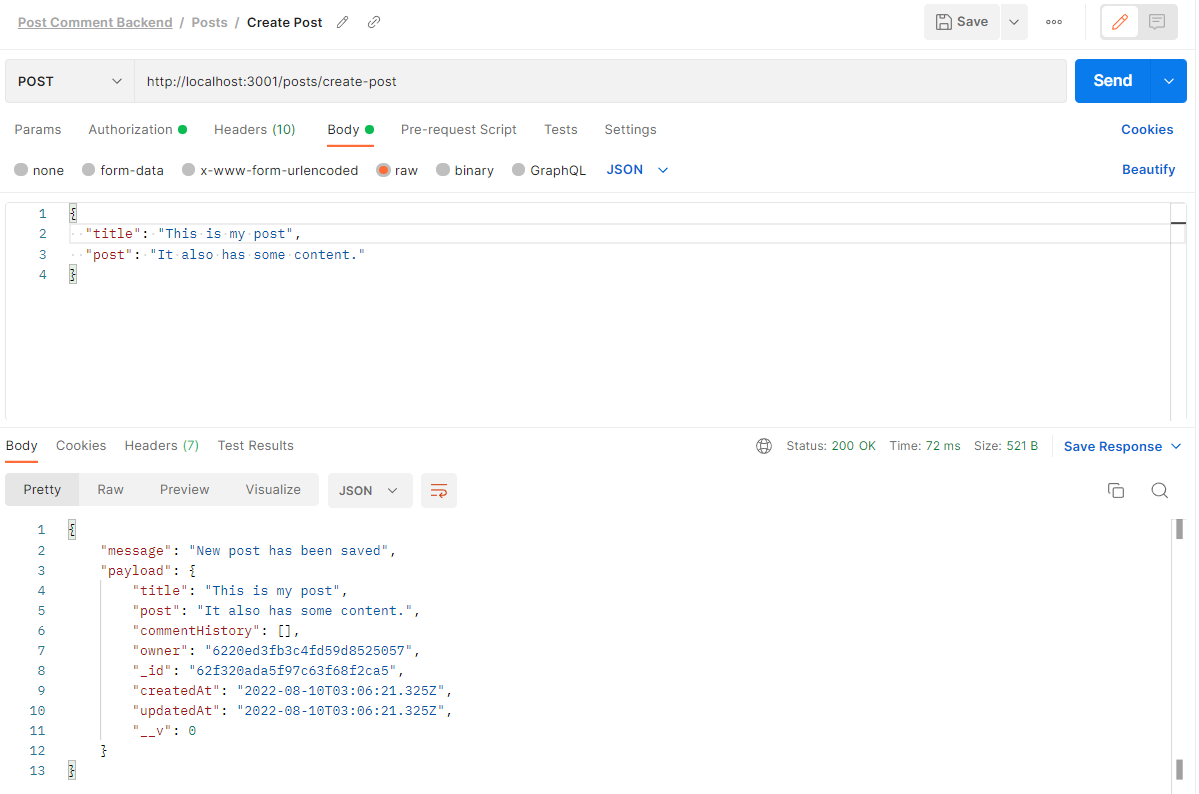 Post Comment Backend / Posts / Create Post
Save
POST http://localhost:3001/posts/create-post Send
Params Authorization Headers (10) Body Pre-request Script Tests Settings Cookies
none form-data x-www-form-urlencoded raw binary GraphQL JSON Beautify
1 {
2 "title": "This is my post",
3 "post": "It also has some content."
4 }
Body Cookies Headers (7) Test Results Status: 200 OK Time: 72 ms Size: 521 B Save Response
Pretty Raw Preview Visualize JSON
1 {
2 "message": "New post has been saved",
3 "payload": {
4 "title": "This is my post",
5 "post": "It also has some content.",
6 "commentHistory": [],
7 "owner": "6220ed3fb3c4fd59d8525057",
8 "_id": "62f320ada5f97c63f68f2ca5",
9 "createdAt": "2022-08-10T03:06:21.325Z",
10 "updatedAt": "2022-08-10T03:06:21.325Z",
11 "__v": 0
12 }
13 }